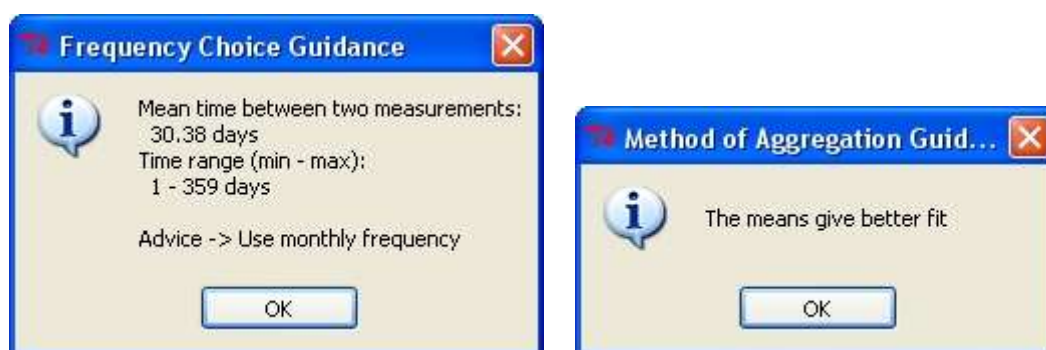 Frequency Choice Guidance
Mean time between two measurements:
30.38 days
Time range (min - max):
1 - 359 days
Advice -> Use monthly frequency
OK
Method of Aggregation Guid...
The means give better fit
OK